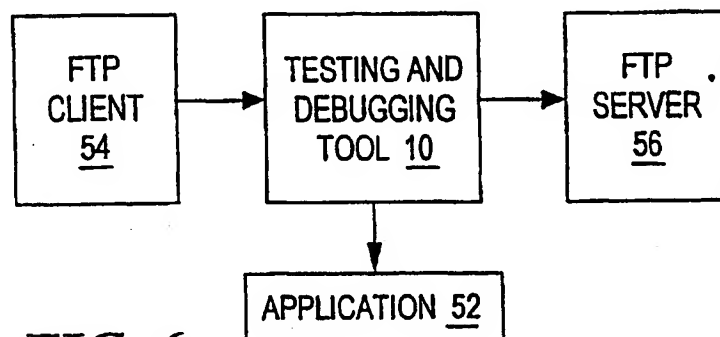 FTP
CLIENT
54
TESTING AND
DEBUGGING
TOOL 10
FTP
SERVER
56
APPLICATION 52